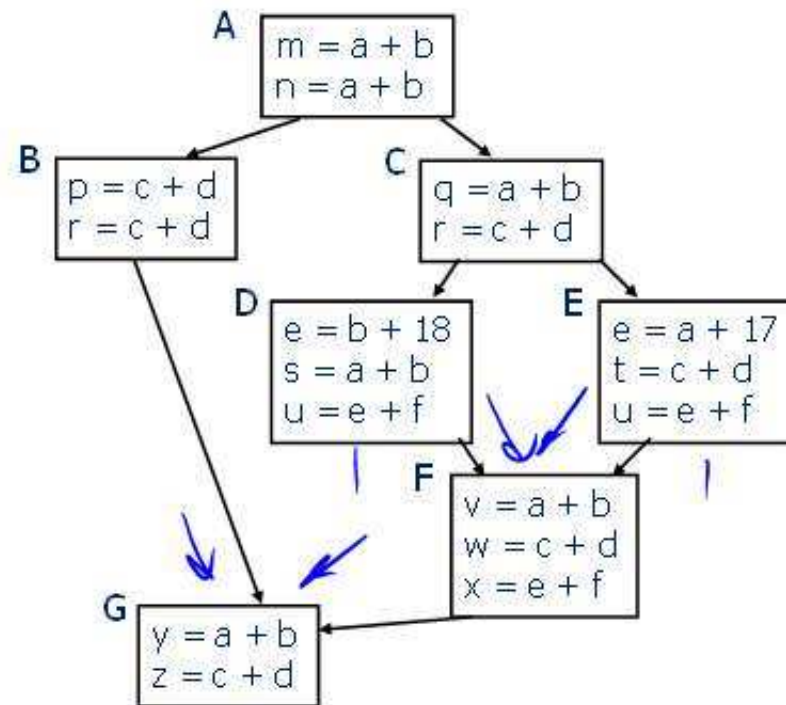 A
m = a + b
n = a + b
B
p = c + d
r = c + d
C
q = a + b
r = c + d
D
e = b + 18
s = a + b
u = e + f
E
e = a + 17
t = c + d
u = e + f
F
v = a + b
w = c + d
x = e + f
G
y = a + b
z = c + d